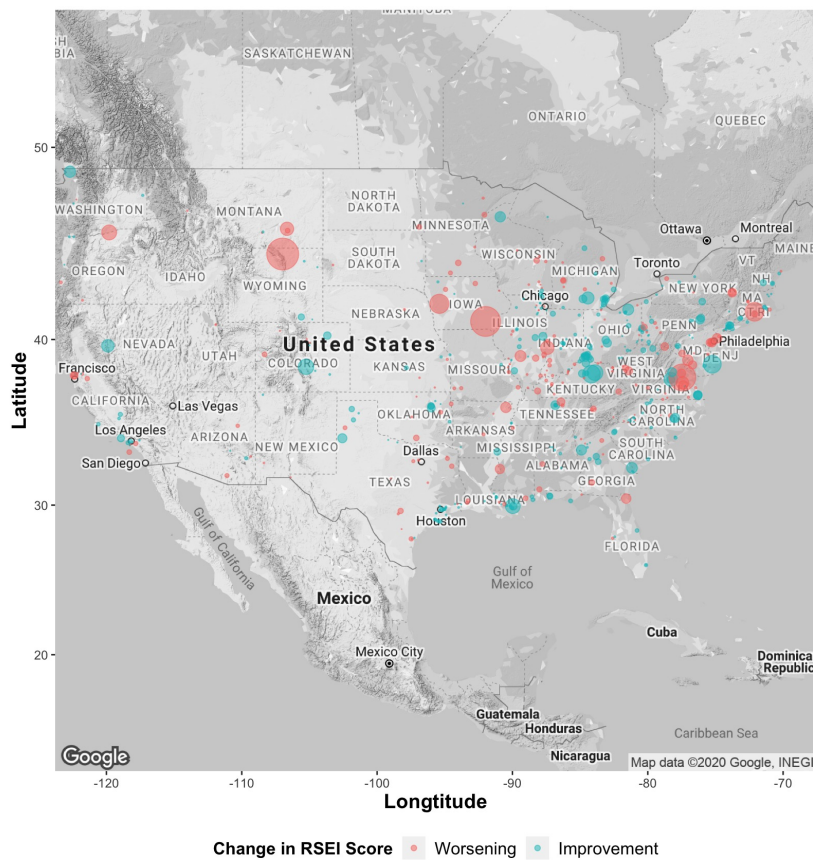 MANITOBA
SASKATCHEWAN
ONTARIO
QUEBEC
50
WASHINGTON
MONTANA
NORTH
DAKOTA
MINNESOTA
Ottawa
Montreal
MAINE
OREGON
IDAHO
SOUTH
DAKOTA
WISCONSIN
MICHIGAN
Toronto
VT
NH
WYOMING
NEW YORK
MA
CT RI
Chicago
NEBRASKA
IOWA
ILLINOIS
INDIANA
OHIO
PENN
40
NEVADA
UTAH
United States
COLORADO
KANSAS
MISSOURI
WEST
VIRGINIA
MD
DE NJ
Philadelphia
Francisco
KENTUCKY
VIRGINIA
CALIFORNIA
Las Vegas
OKLAHOMA
TENNESSEE
NORTH
CAROLINA
Los Angeles
ARIZONA
NEW MEXICO
ARKANSAS
MISSISSIPPI
SOUTH
CAROLINA
San Diego
Dallas
ALABAMA
GEORGIA
TEXAS
LOUISIANA
30
Houston
FLORIDA
Gulf of California
Gulf of
Mexico
Mexico
Cuba
20
Mexico City
Dominica
Republic
Guatemala
Honduras
Nicaragua
Caribbean Sea
Google
Map data ©2020 Google, INEGI
-120
-110
-100
-90
-80
-70
Latitude
Longtitude
Change in RSEI Score
Worsening
Improvement